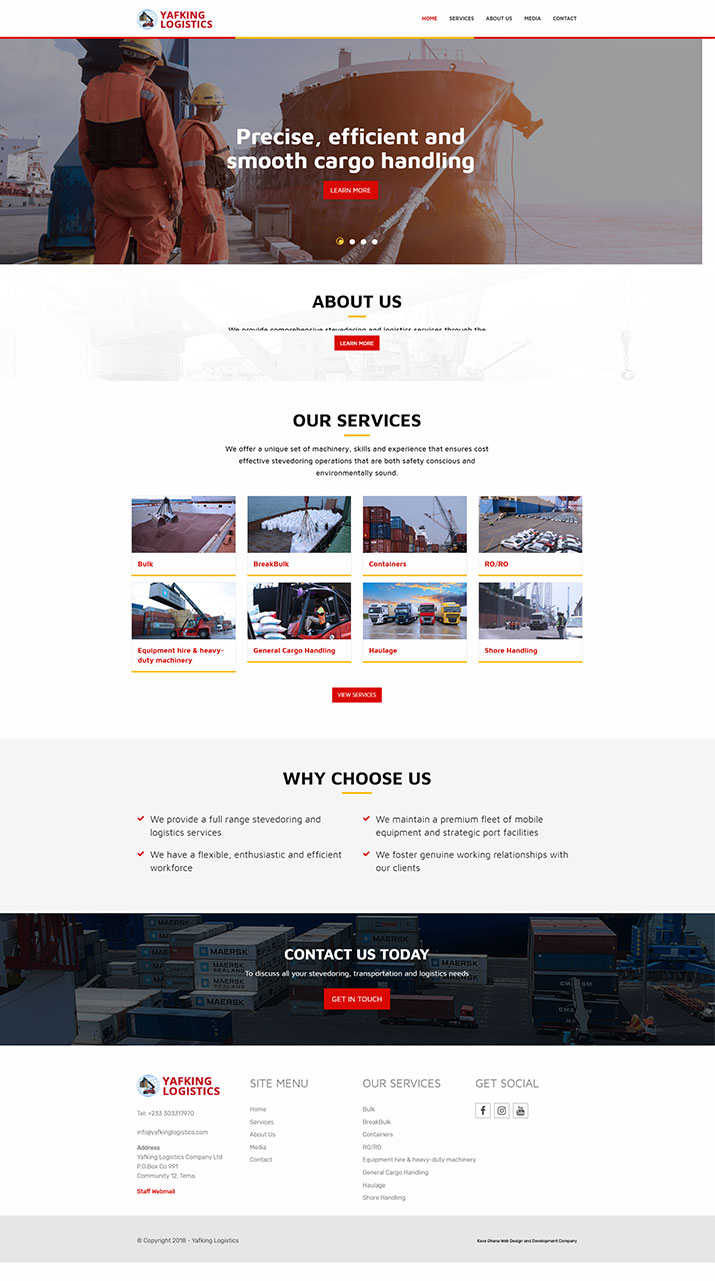 YAFKING
LOGISTICS
HOME SERVICES ABOUT US MEDIA CONTACT
Precise, efficient and
smooth cargo handling
LEARN MORE
ABOUT US
We provide comprehensive stevedoring and logistics services through the
LEARN MORE
OUR SERVICES
We offer a unique set of machinery, skills and experience that ensures cost
effective stevedoring operations that are both safety conscious and
environmentally sound.
Bulk
BreakBulk
Containers
RO/RO
Equipment hire & heavy-
duty machinery
General Cargo Handling
Haulage
Shore Handling
VIEW SERVICES
WHY CHOOSE US
We provide a full range stevedoring and
logistics services
We maintain a premium fleet of mobile
equipment and strategic port facilities
We have a flexible, enthusiastic and efficient
workforce
We foster genuine working relationships with
our clients
MAERSK
MAERSK
SEALAND
MAERSK
MAERSK
CONTACT US TODAY
To discuss all your stevedoring, transportation and logistics needs
GET IN TOUCH
YAFKING
LOGISTICS
Tel: +233 303317970
info@yafkinglogistics.com
Address
Yafking Logistics Company Ltd
P.O.Box Co 991
Community 12, Tema.
Staff Webmail
SITE MENU
Home
Services
About Us
Media
Contact
OUR SERVICES
Bulk
BreakBulk
Containers
RO/RO
Equipment hire & heavy-duty machinery
General Cargo Handling
Haulage
Shore Handling
GET SOCIAL
© Copyright 2018 - Yafking Logistics
Keva Ghana Web Design and Development Company